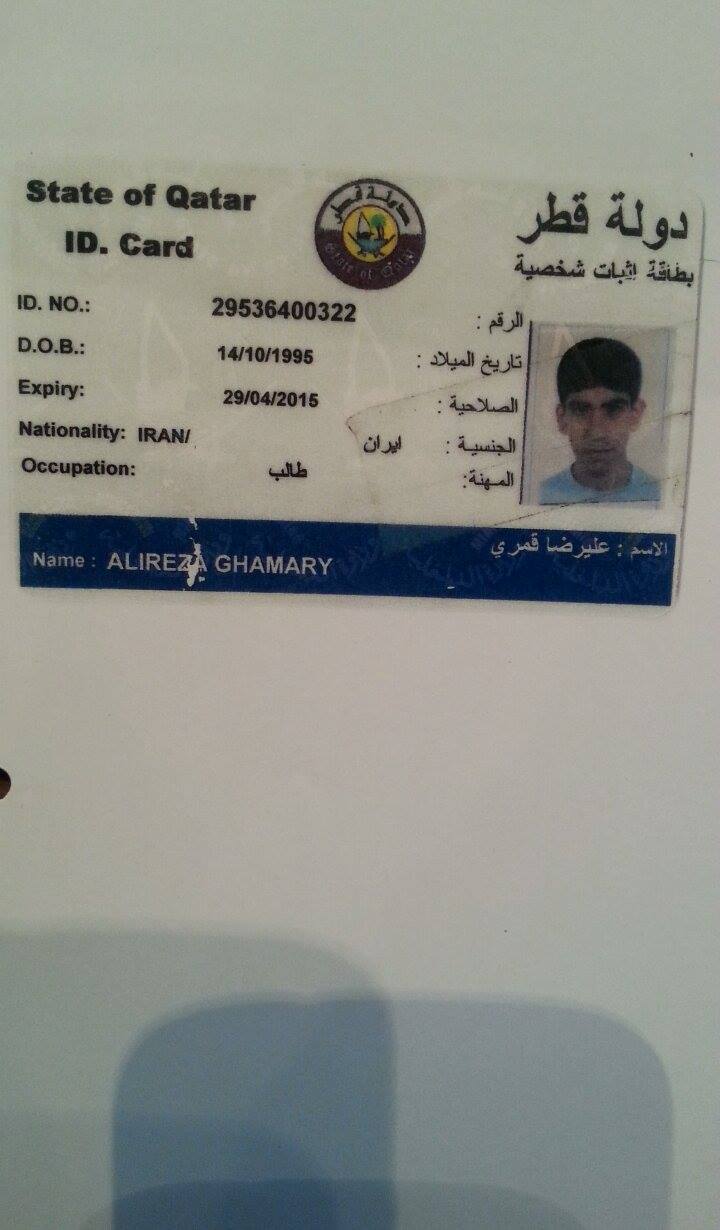 State of Qatar
دولة قطر
ID. Card
بطاقة إثبات شخصية
دولة قطر
State of Qatar
ID. NO.: 29536400322 الرقم :
D.O.B.: 14/10/1995 تاريخ الميلاد :
Expiry: 29/04/2015 الصلاحية :
Nationality: IRAN/ ايران الجنسية :
Occupation: طالب المهنة:
Name : ALIREZA GHAMARY الاسم : عليرضا قمري